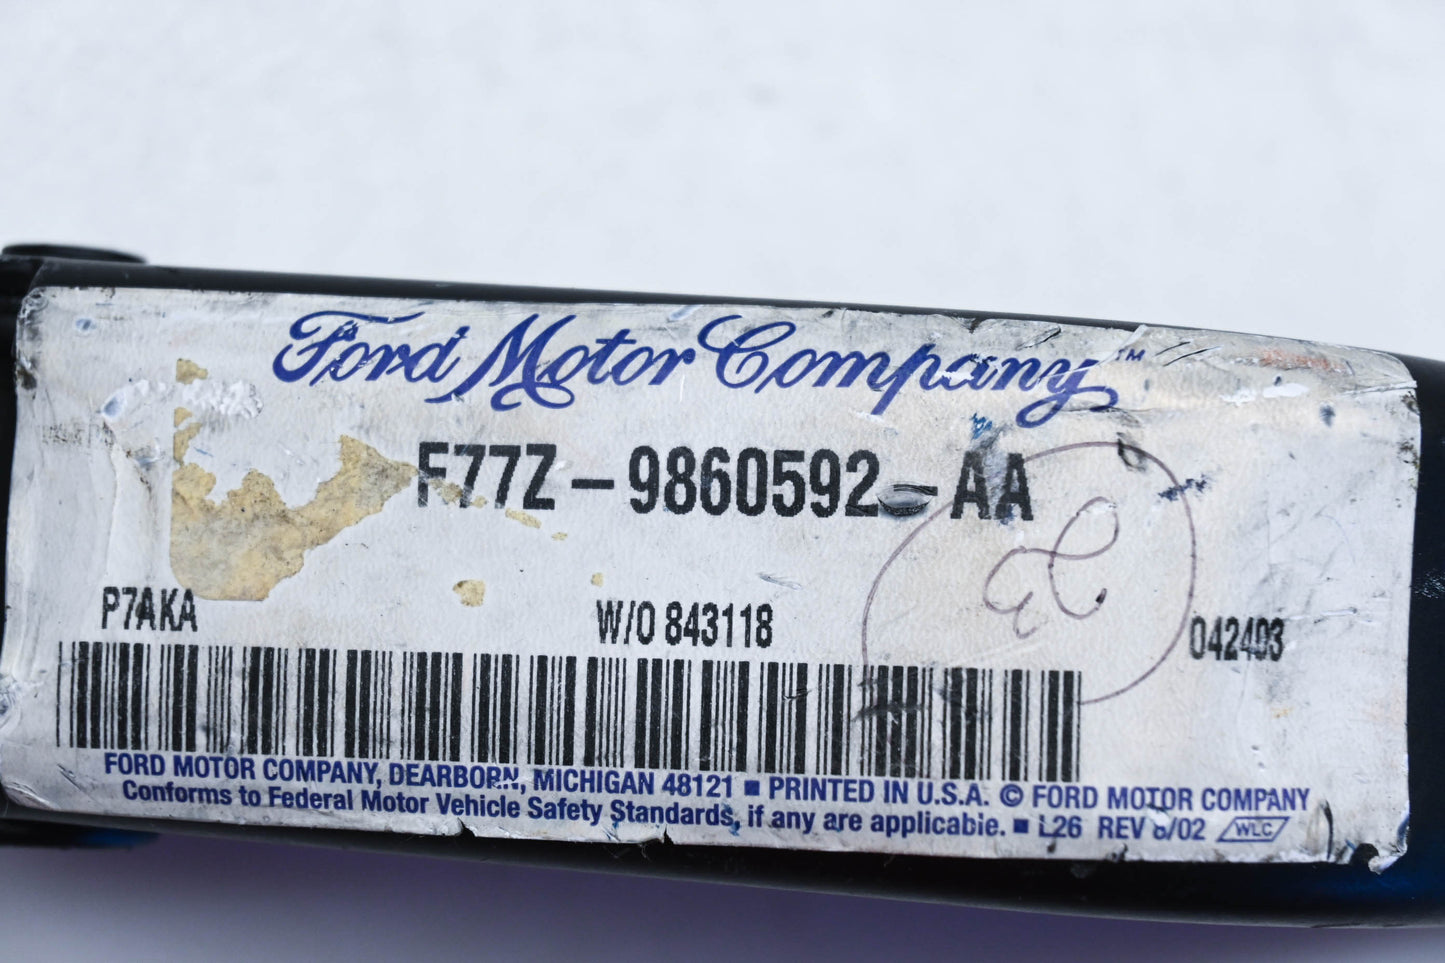 Ford Motor Company™
F77Z-9860592-AA
P7AKA W/O 843118 042403
FORD MOTOR COMPANY, DEARBORN, MICHIGAN 48121 ■ PRINTED IN U.S.A. © FORD MOTOR COMPANY
Conforms to Federal Motor Vehicle Safety Standards, if any are applicable. ■ L26 REV 8/02 WLC